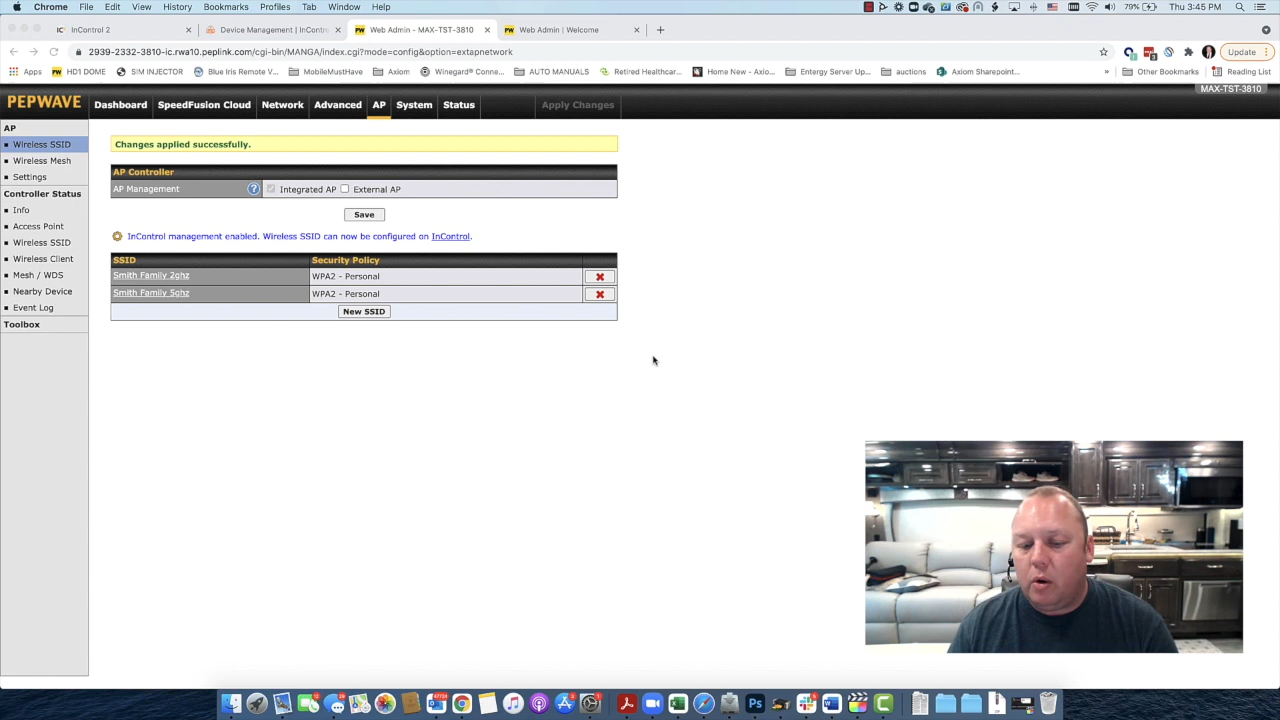 Chrome File Edit View History Bookmarks Profiles Tab Window Help 79% Thu 3:45 PM
InControl 2 Device Management | InContro Web Admin - MAX-TST-3810 Web Admin | Welcome
2939-2332-3810-ic.rwa10.peplink.com/cgi-bin/MANGA/index.cgi?mode=config&option=extapnetwork Update
Apps HD1 DOME SIM INJECTOR Blue Iris Remote V... MobileMustHave Axiom Winegard® Conne... AUTO MANUALS Retired Healthcar... Home New - Axio... Entergy Server Up... auctions Axiom Sharepoint... » Other Bookmarks Reading List
MAX-TST-3810
PEPWAVE Dashboard SpeedFusion Cloud Network Advanced AP System Status Apply Changes
AP
Wireless SSID
Wireless Mesh
Settings
Controller Status
Info
Access Point
Wireless SSID
Wireless Client
Mesh / WDS
Nearby Device
Event Log
Toolbox
Changes applied successfully.
AP Controller
AP Management ? Integrated AP External AP
Save
InControl management enabled. Wireless SSID can now be configured on InControl.
SSID Security Policy
Smith Family 2ghz WPA2 - Personal
Smith Family 5ghz WPA2 - Personal
New SSID